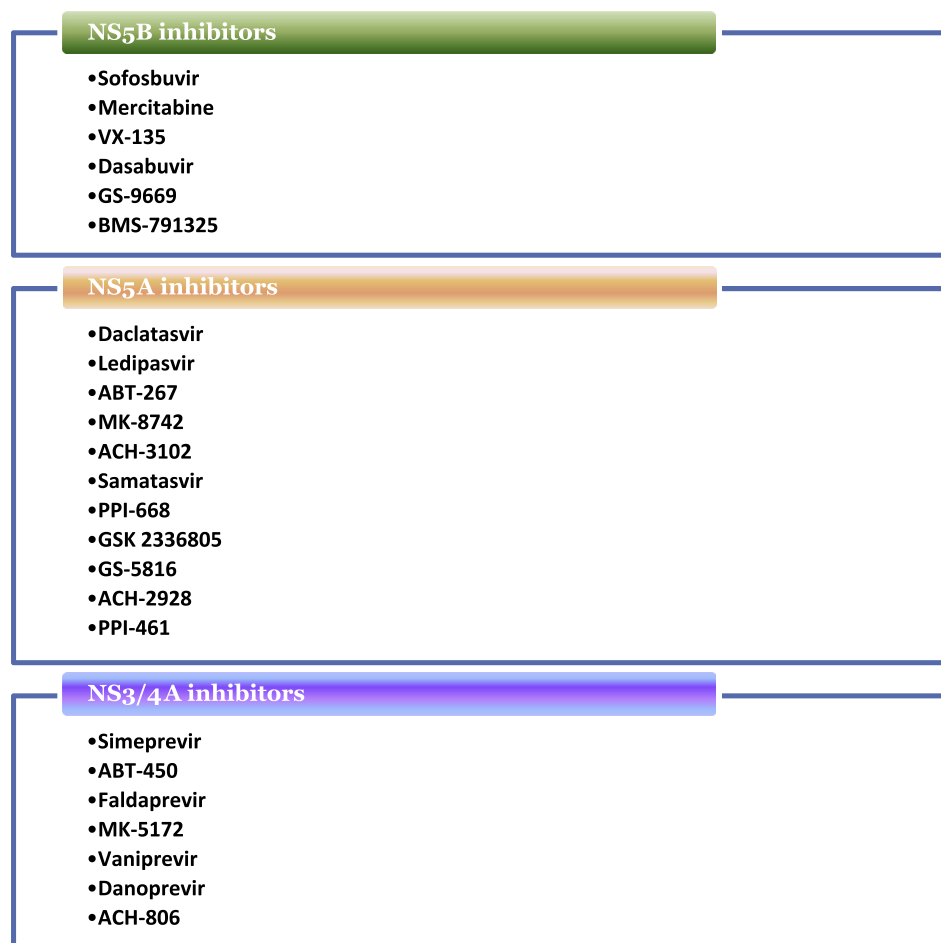 NS5B inhibitors
•Sofosbuvir
•Mercitabine
•VX-135
•Dasabuvir
•GS-9669
•BMS-791325
NS5A inhibitors
•Daclatasvir
•Ledipasvir
•ABT-267
•MK-8742
•ACH-3102
•Samatasvir
•PPI-668
•GSK 2336805
•GS-5816
•ACH-2928
•PPI-461
NS3/4A inhibitors
•Simeprevir
•ABT-450
•Faldaprevir
•MK-5172
•Vaniprevir
•Danoprevir
•ACH-806